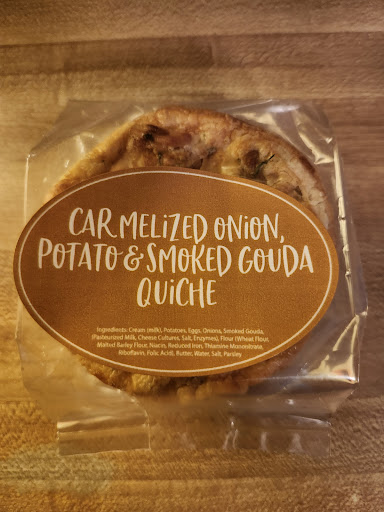 CARMELIZED ONION,
POTATO & SMOKED GOUDA
QUICHE
Ingredients: Cream (milk), Potatoes, Eggs, Onions, Smoked Gouda,
(Pasteurized Milk, Cheese Cultures, Salt, Enzymes), Flour (Wheat Flour,
Malted Barley Flour, Niacin, Reduced Iron, Thiamine Mononitrate,
Riboflavin, Folic Acid), Butter, Water, Salt, Parsley